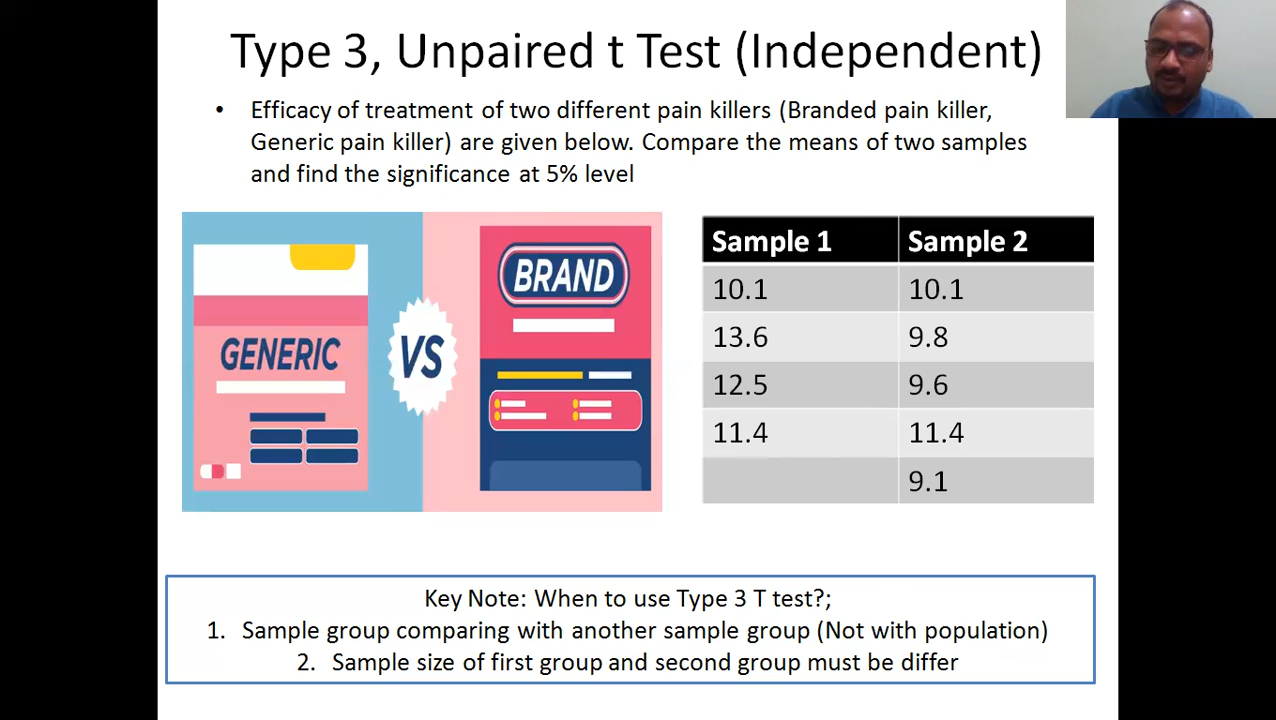 Type 3, Unpaired t Test (Independent)
• Efficacy of treatment of two different pain killers (Branded pain killer,
Generic pain killer) are given below. Compare the means of two samples
and find the significance at 5% level
GENERIC
VS
BRAND
Sample 1 Sample 2
10.1 10.1
13.6 9.8
12.5 9.6
11.4 11.4
9.1
Key Note: When to use Type 3 T test?;
1. Sample group comparing with another sample group (Not with population)
2. Sample size of first group and second group must be differ